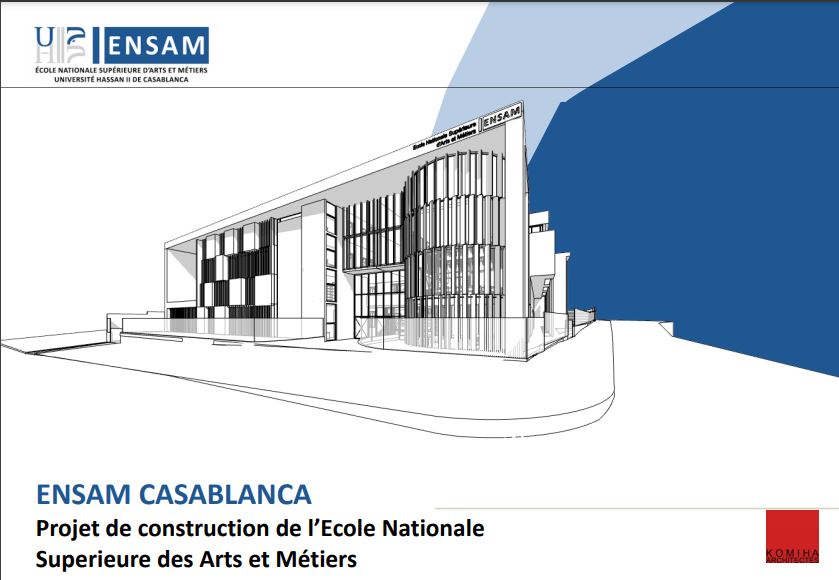 UH
ENSAM
ÉCOLE NATIONALE SUPÉRIEURE D'ARTS ET MÉTIERS
UNIVERSITÉ HASSAN II DE CASABLANCA
Ecole Nationale Supérieure
d'Arts et Métiers
ENSAM
ENSAM CASABLANCA
Projet de construction de l'Ecole Nationale
Superieure des Arts et Métiers
KOMIHA
ARCHITECTES